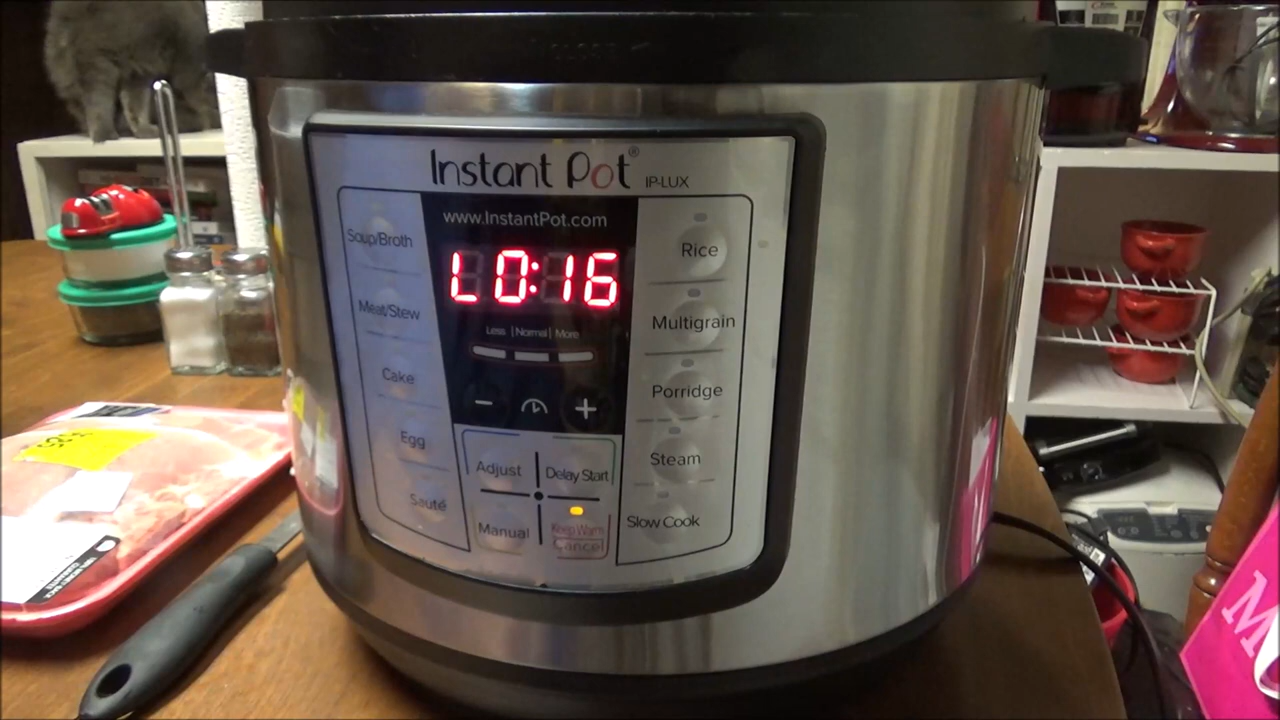 Instant Pot® IP-LUX
www.InstantPot.com
L0:16
Less | Normal | More
Soup/Broth
Meat/Stew
Cake
Egg
Sauté
−
+
Adjust
Delay Start
Manual
Keep Warm
Cancel
Rice
Multigrain
Porridge
Steam
Slow Cook
M